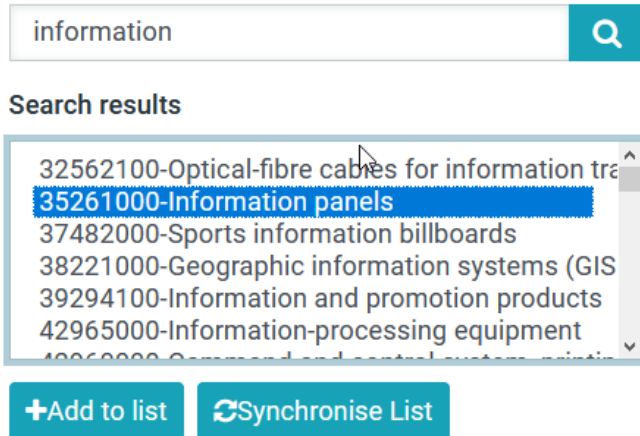 information
Search results
32562100-Optical-fibre cables for information tra
35261000-Information panels
37482000-Sports information billboards
38221000-Geographic information systems (GIS
39294100-Information and promotion products
42965000-Information-processing equipment
Add to list
Synchronise List